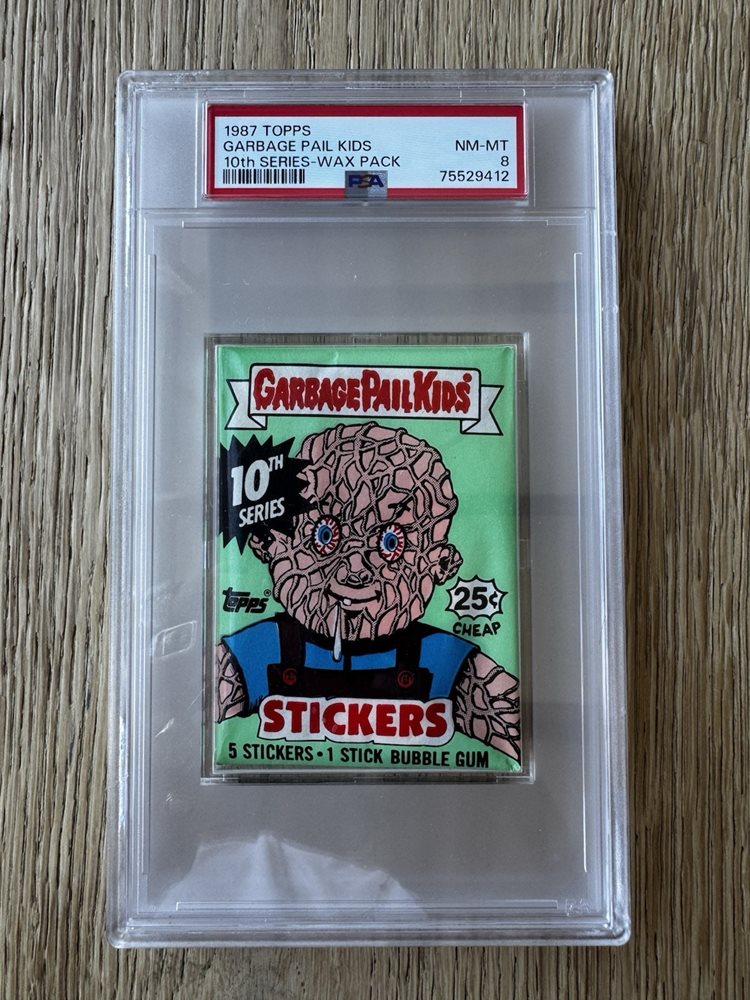 1987 TOPPS
GARBAGE PAIL KIDS NM-MT
10th SERIES-WAX PACK 8
PSA 75529412
GARBAGE PAIL KIDS
10TH
SERIES
TOPPS®
25¢
CHEAP
STICKERS
5 STICKERS • 1 STICK BUBBLE GUM